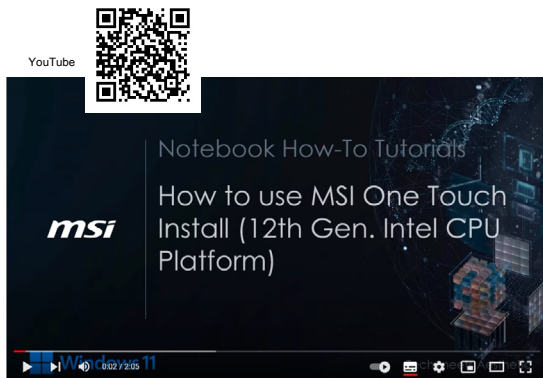 YouTube
Notebook How-To Tutorials
How to use MSI One Touch
Install (12th Gen. Intel CPU
Platform)
msi
Windows 11
0:02 / 2:05